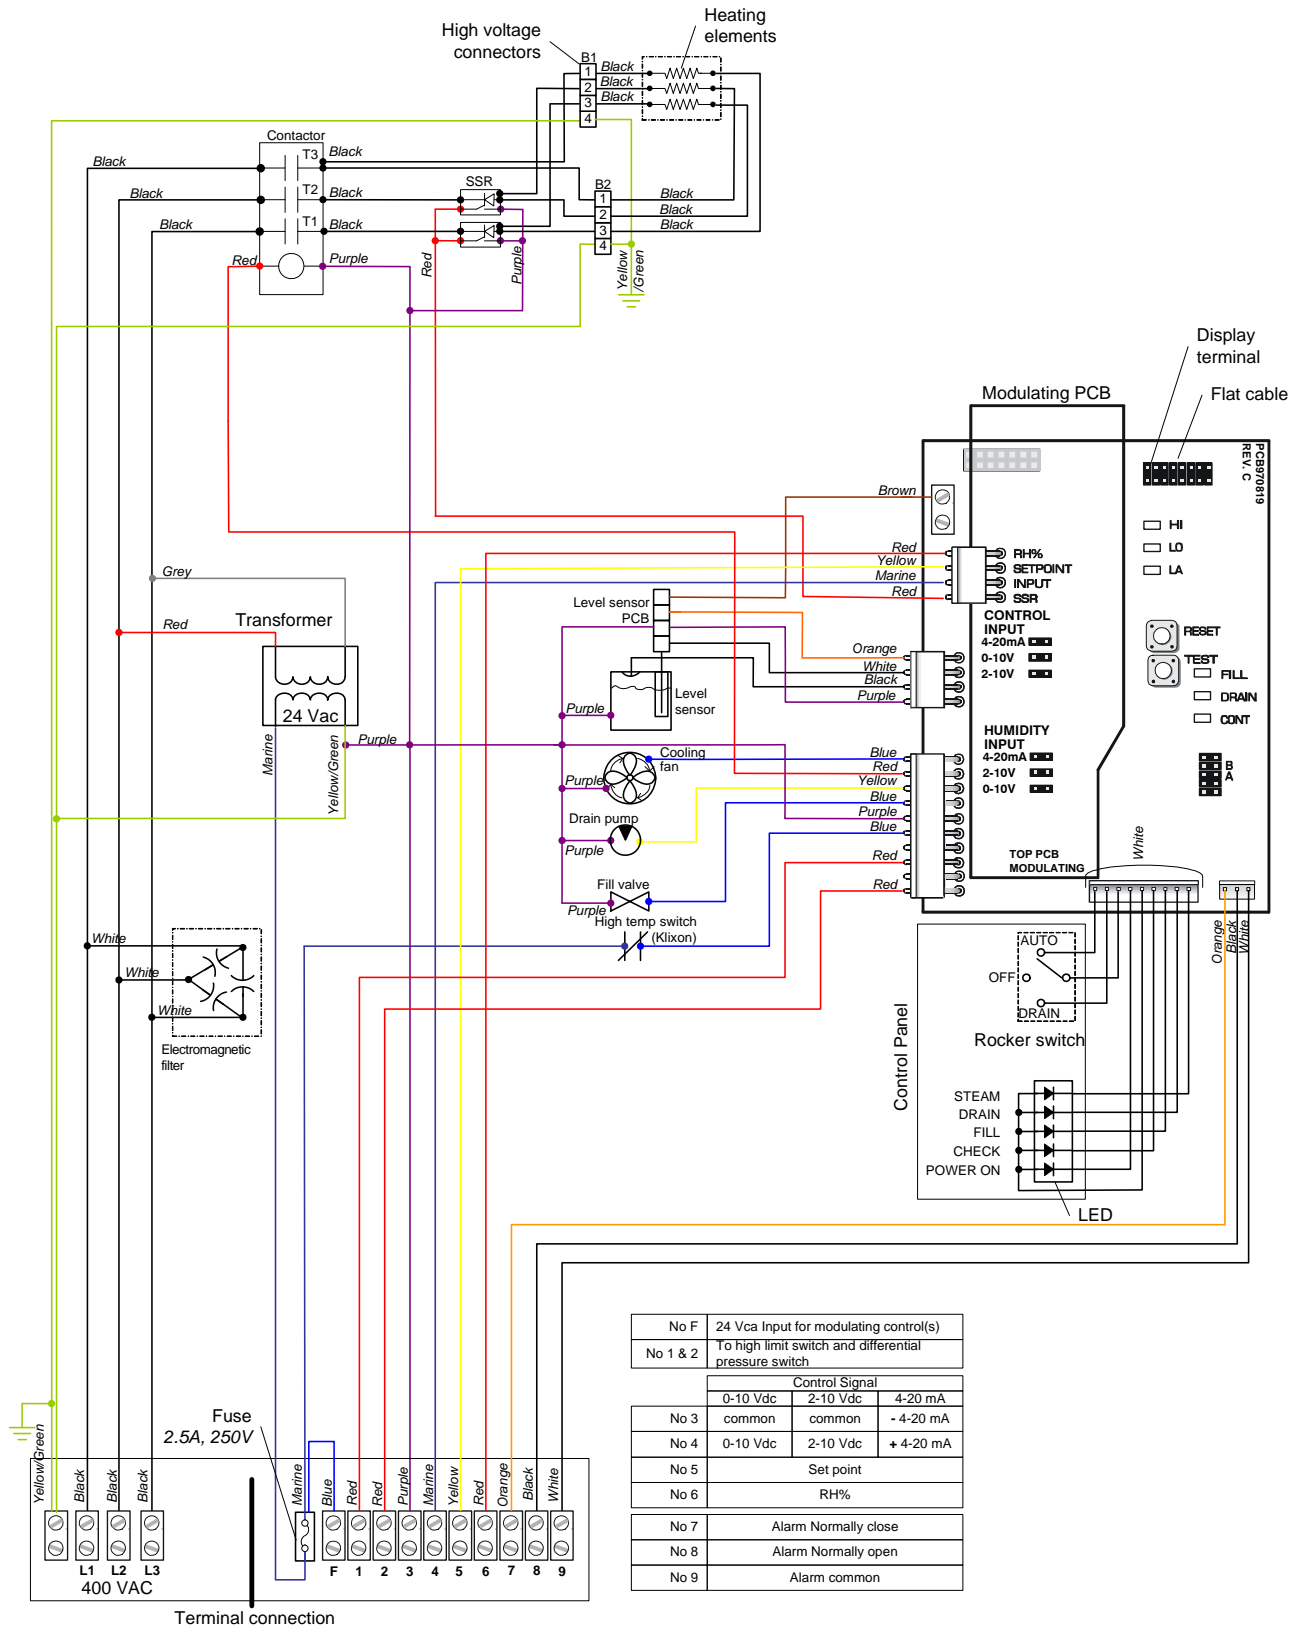 High voltage
connectors
Heating
elements
B1
1
2
3
4
Black
Black
Black
Contactor
T3
T2
T1
Black
Black
Black
Black
Black
Black
SSR
B2
1
2
3
4
Black
Black
Black
Red
Purple
Red
Purple
Yellow
/Green
Display
terminal
Flat cable
Modulating PCB
PCB970819
REV. C
Brown
HI
LO
LA
Red
Yellow
Marine
Red
RH%
SETPOINT
INPUT
SSR
CONTROL
INPUT
4-20mA
0-10V
2-10V
RESET
TEST
FILL
DRAIN
CONT
Grey
Red
Transformer
24 Vac
Level sensor
PCB
Level
sensor
Orange
White
Black
Purple
Purple
Marine
Yellow/Green
Purple
Cooling
fan
Purple
Drain pump
Purple
Fill valve
Purple
High temp switch
(Klixon)
HUMIDITY
INPUT
4-20mA
2-10V
0-10V
Blue
Red
Yellow
Blue
Purple
Blue
Red
Red
B
A
TOP PCB
MODULATING
White
Orange
Black
White
White
White
White
Electromagnetic
filter
Control Panel
AUTO
OFF
DRAIN
Rocker switch
STEAM
DRAIN
FILL
CHECK
POWER ON
LED
No F 24 Vca Input for modulating control(s)
No 1 & 2 To high limit switch and differential
pressure switch
Control Signal
0-10 Vdc 2-10 Vdc 4-20 mA
No 3 common common - 4-20 mA
No 4 0-10 Vdc 2-10 Vdc + 4-20 mA
No 5 Set point
No 6 RH%
No 7 Alarm Normally close
No 8 Alarm Normally open
No 9 Alarm common
Fuse
2.5A, 250V
Yellow/Green
Black
Black
Black
Marine
Blue
Red
Red
Purple
Marine
Yellow
Red
Orange
Black
White
L1 L2 L3
F 1 2 3 4 5 6 7 8 9
400 VAC
Terminal connection